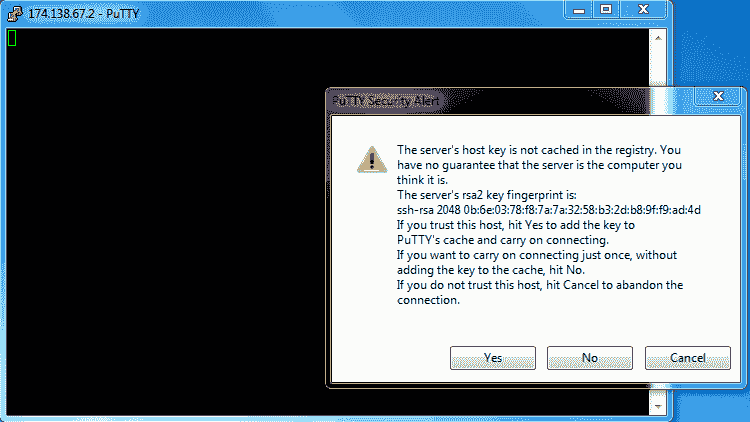 174.138.67.2 - PuTTY
PuTTY Security Alert
The server's host key is not cached in the registry. You
have no guarantee that the server is the computer you
think it is.
The server's rsa2 key fingerprint is:
ssh-rsa 2048 0b:6e:03:78:f8:7a:7a:32:58:b3:2d:b8:9f:f9:ad:4d
If you trust this host, hit Yes to add the key to
PuTTY's cache and carry on connecting.
If you want to carry on connecting just once, without
adding the key to the cache, hit No.
If you do not trust this host, hit Cancel to abandon the
connection.
Yes No Cancel